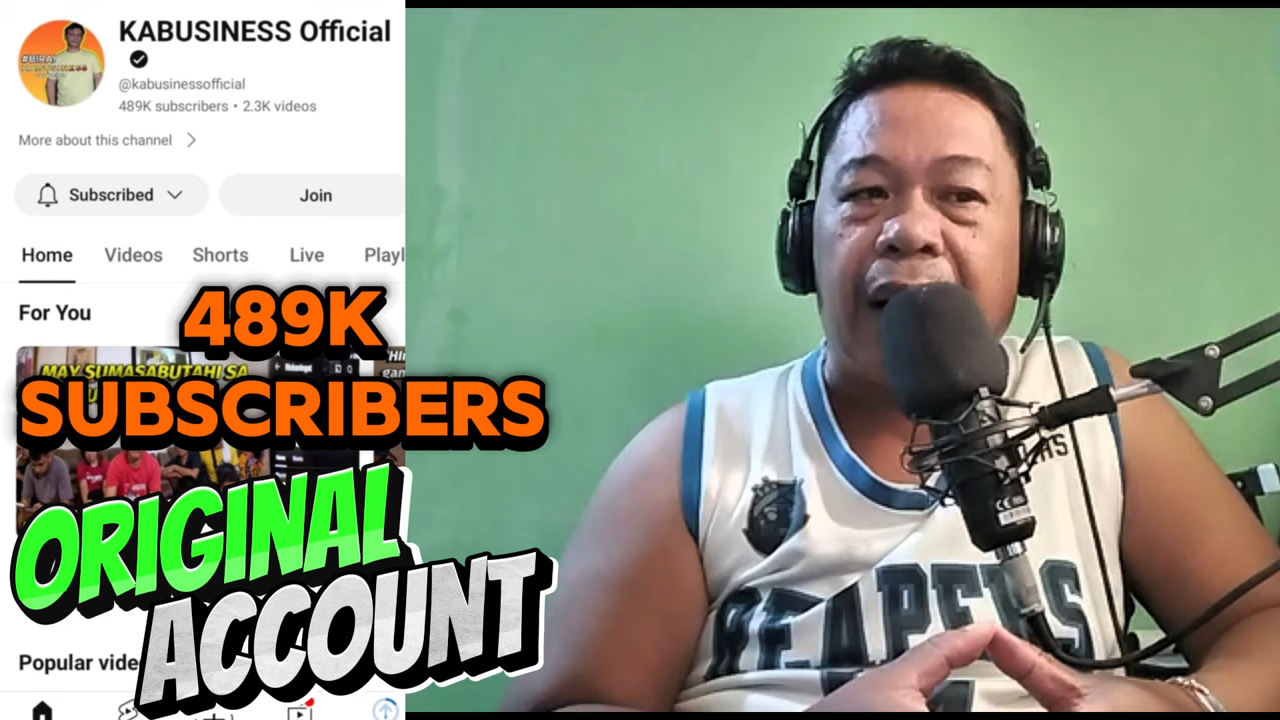 KABUSINESS Official
@kabusinessofficial
489K subscribers • 2.3K videos
More about this channel
Subscribed
Join
Home Videos Shorts Live Playl
For You
MAY SUMASABUTAHI SA
489K
SUBSCRIBERS
ORIGINAL
ACCOUNT
Popular vide
REAPERS